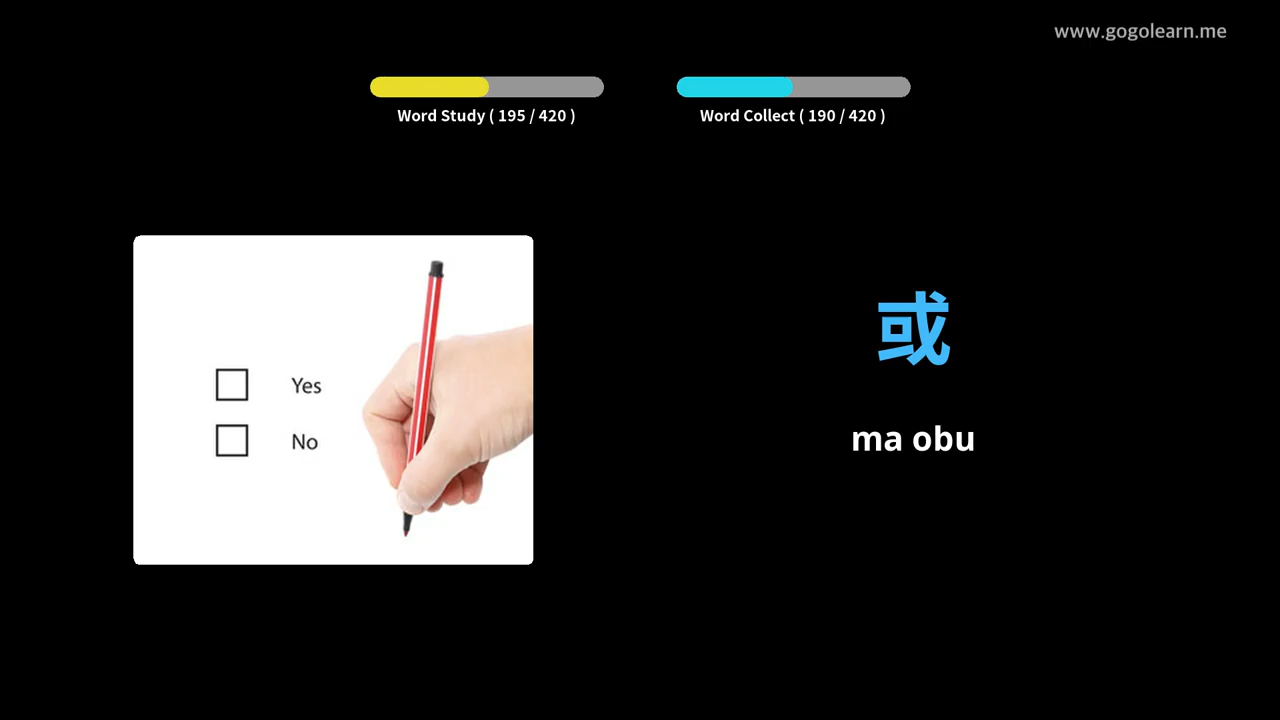 www.gogolearn.me
Word Study ( 195 / 420 )
Word Collect ( 190 / 420 )
Yes
No
或
ma obu